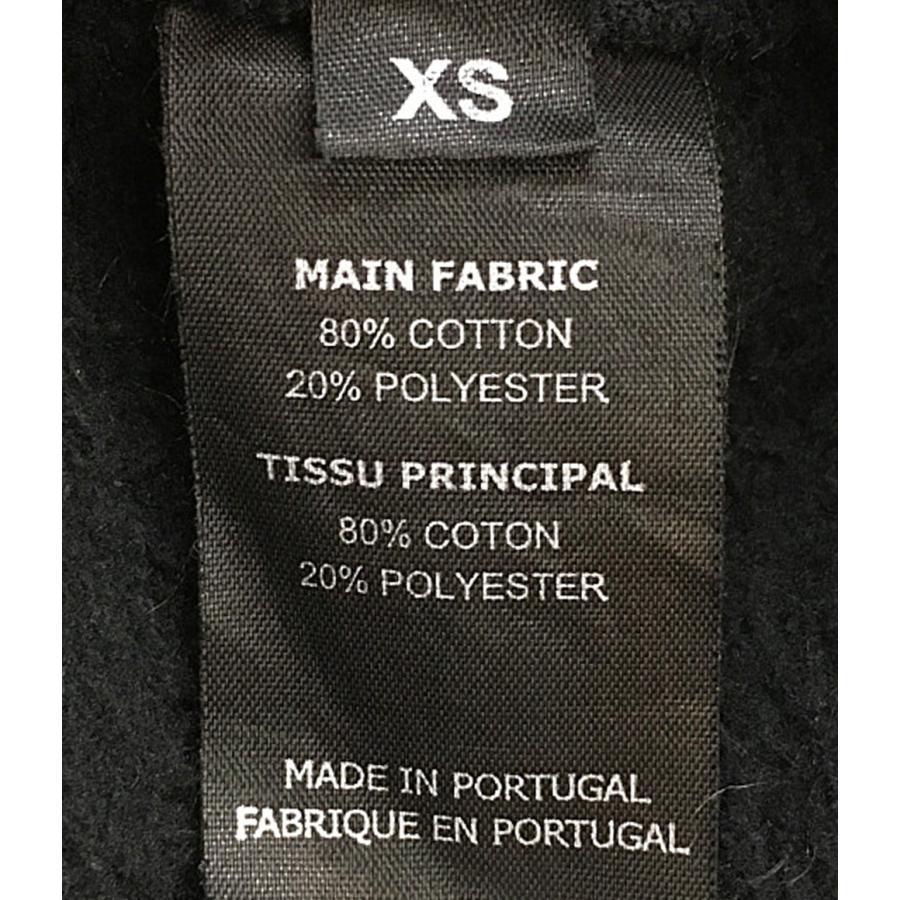 XS
MAIN FABRIC
80% COTTON
20% POLYESTER
TISSU PRINCIPAL
80% COTON
20% POLYESTER
MADE IN PORTUGAL
FABRIQUE EN PORTUGAL